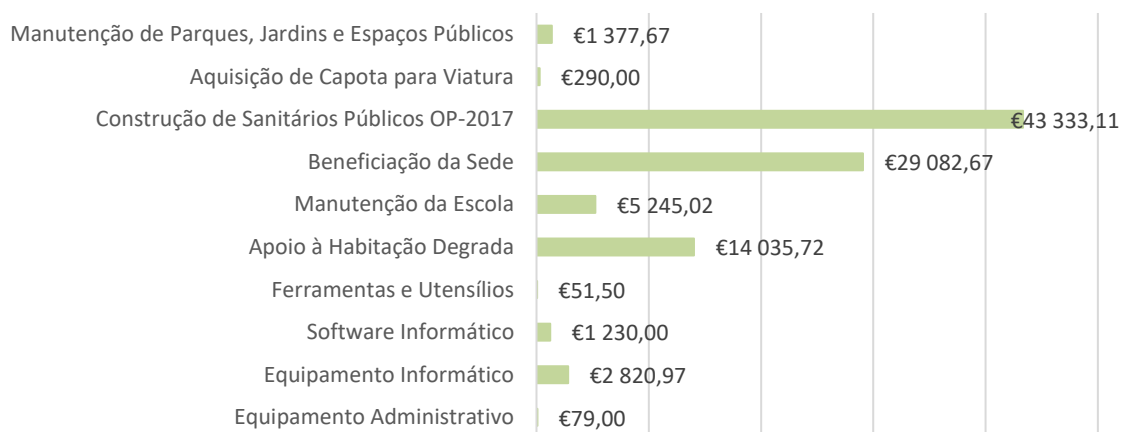 Manutenção de Parques, Jardins e Espaços Públicos €1 377,67
Aquisição de Capota para Viatura €290,00
Construção de Sanitários Públicos OP-2017 €43 333,11
Beneficiação da Sede €29 082,67
Manutenção da Escola €5 245,02
Apoio à Habitação Degrada €14 035,72
Ferramentas e Utensílios €51,50
Software Informático €1 230,00
Equipamento Informático €2 820,97
Equipamento Administrativo €79,00